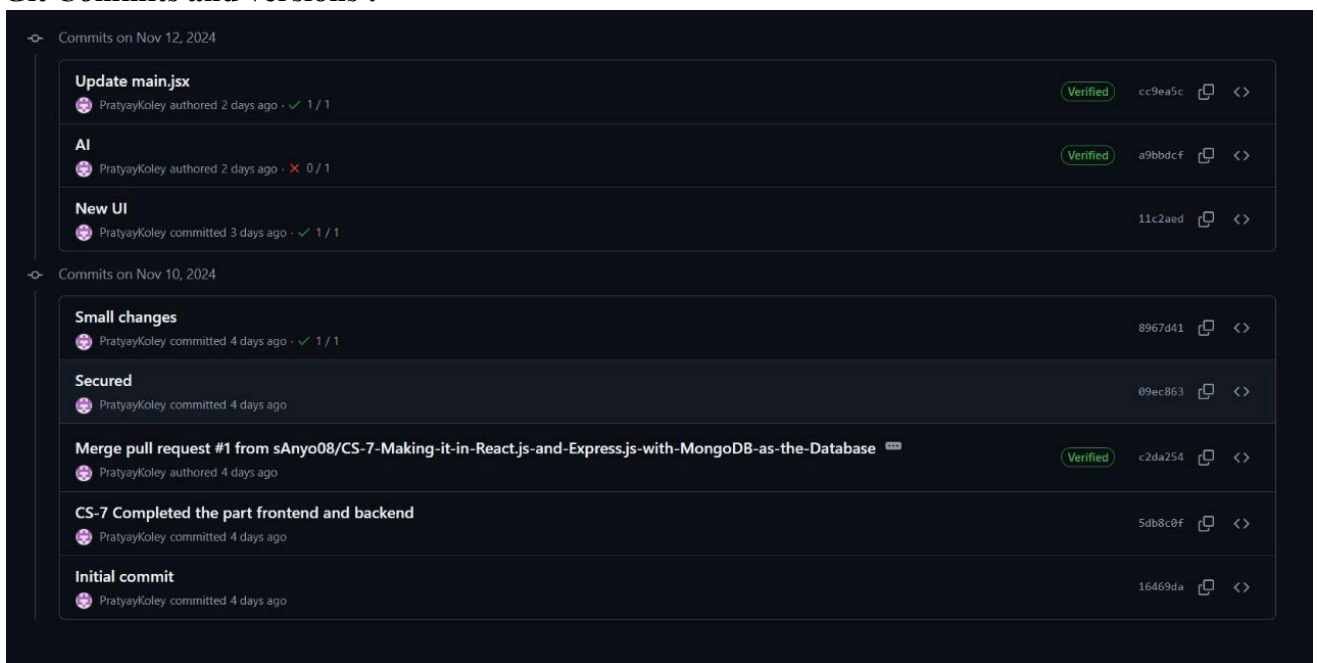 Git Commits and versions :
Commits on Nov 12, 2024
Update main.jsx
PratyayKoley authored 2 days ago · ✓ 1 / 1
Verified cc9ea5c
AI
PratyayKoley authored 2 days ago · ✕ 0 / 1
Verified a9bbdcf
New UI
PratyayKoley committed 3 days ago · ✓ 1 / 1
11c2aed
Commits on Nov 10, 2024
Small changes
PratyayKoley committed 4 days ago · ✓ 1 / 1
8967d41
Secured
PratyayKoley committed 4 days ago
09ec863
Merge pull request #1 from sAnyo08/CS-7-Making-it-in-React.js-and-Express.js-with-MongoDB-as-the-Database
PratyayKoley authored 4 days ago
Verified c2da254
CS-7 Completed the part frontend and backend
PratyayKoley committed 4 days ago
5db8c0f
Initial commit
PratyayKoley committed 4 days ago
16469da